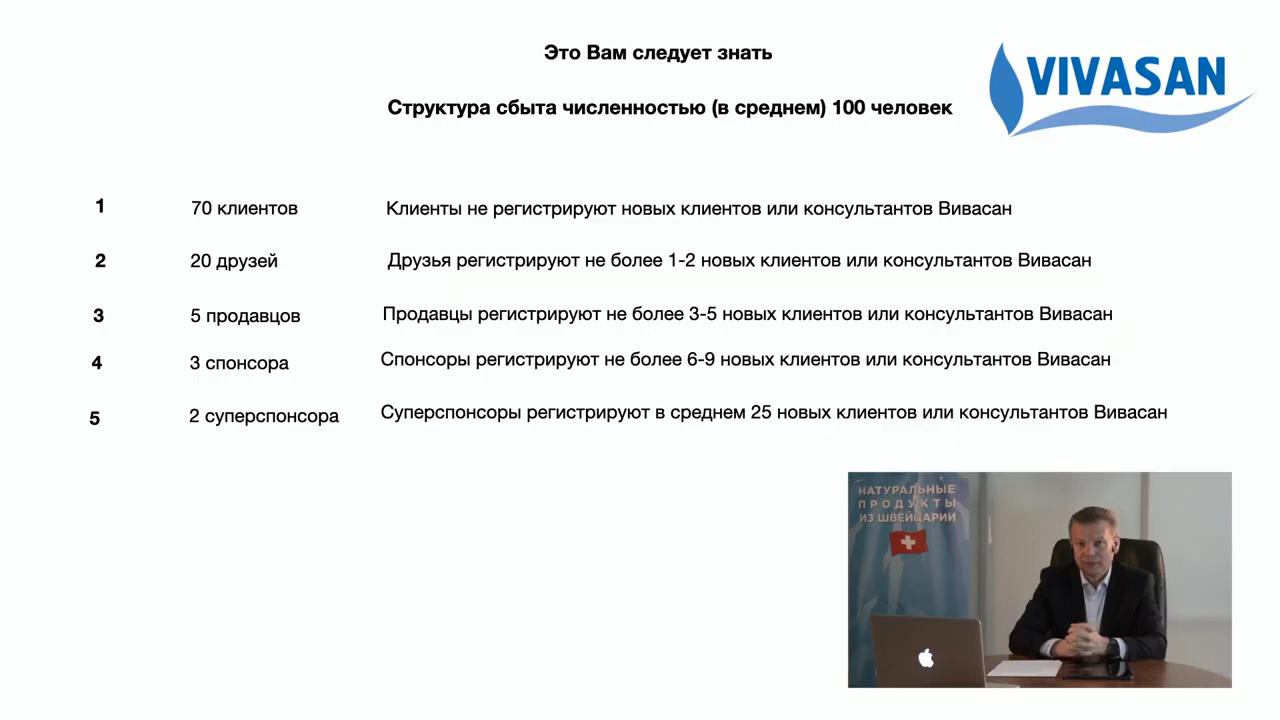 Это Вам следует знать
VIVASAN
Структура сбыта численностью (в среднем) 100 человек
1 70 клиентов Клиенты не регистрируют новых клиентов или консультантов Вивасан
2 20 друзей Друзья регистрируют не более 1-2 новых клиентов или консультантов Вивасан
3 5 продавцов Продавцы регистрируют не более 3-5 новых клиентов или консультантов Вивасан
4 3 спонсора Спонсоры регистрируют не более 6-9 новых клиентов или консультантов Вивасан
5 2 суперспонсора Суперспонсоры регистрируют в среднем 25 новых клиентов или консультантов Вивасан
НАТУРАЛЬНЫЕ
ПРОДУКТЫ
ИЗ ШВЕЙЦАРИИ